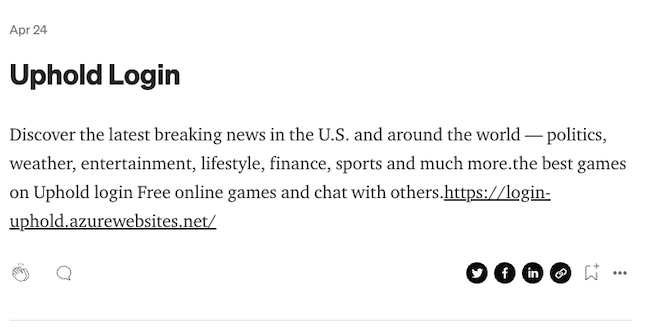 Apr 24
Uphold Login
Discover the latest breaking news in the U.S. and around the world — politics,
weather, entertainment, lifestyle, finance, sports and much more.the best games
on Uphold login Free online games and chat with others.https://login-
uphold.azurewebsites.net/